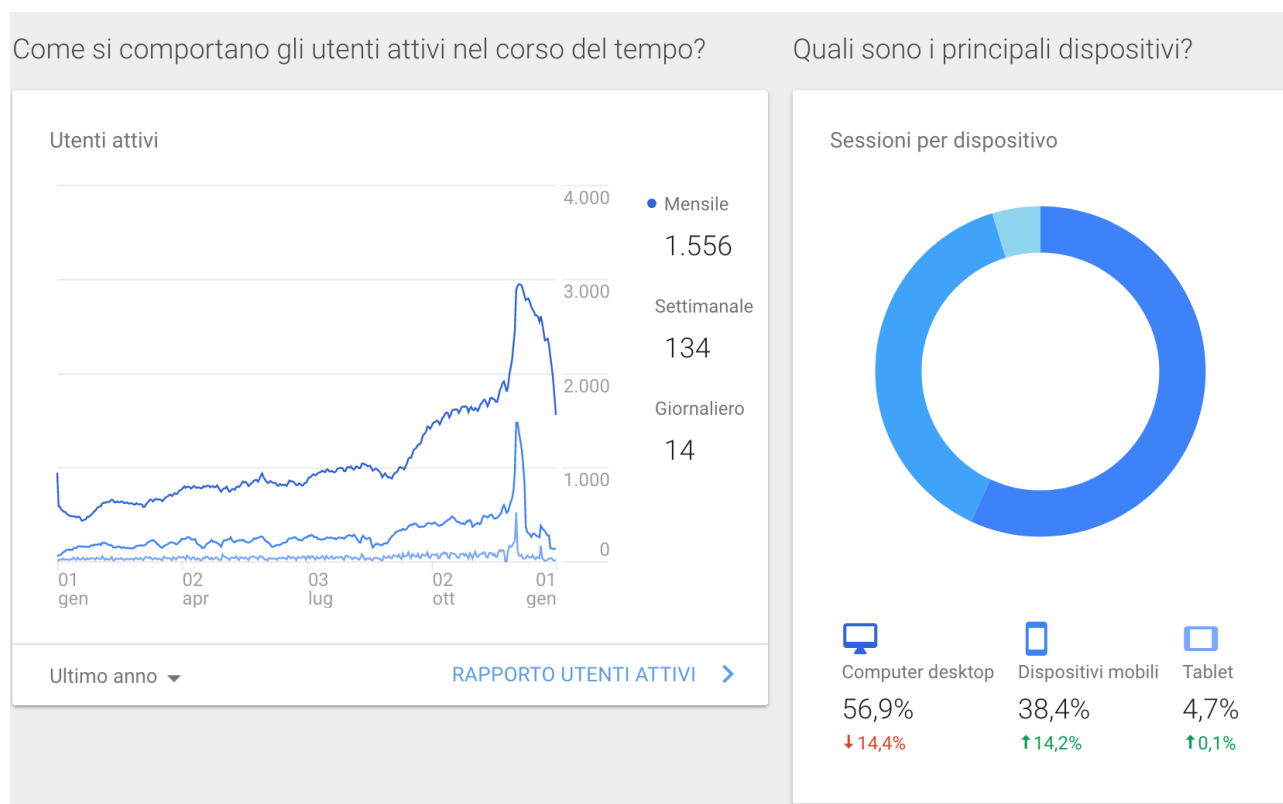 Come si comportano gli utenti attivi nel corso del tempo?
Utenti attivi
4.000
3.000
2.000
1.000
0
01 gen
02 apr
03 lug
02 ott
01 gen
Mensile
1.556
Settimanale
134
Giornaliero
14
Ultimo anno
RAPPORTO UTENTI ATTIVI
Quali sono i principali dispositivi?
Sessioni per dispositivo
Computer desktop
56,9%
14,4%
Dispositivi mobili
38,4%
14,2%
Tablet
4,7%
0,1%